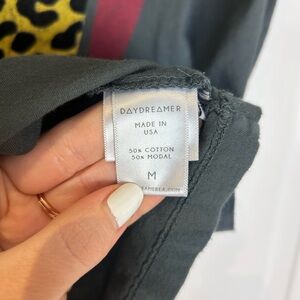 DAYDREAMER
MADE IN
USA
50% COTTON
50% MODAL
M